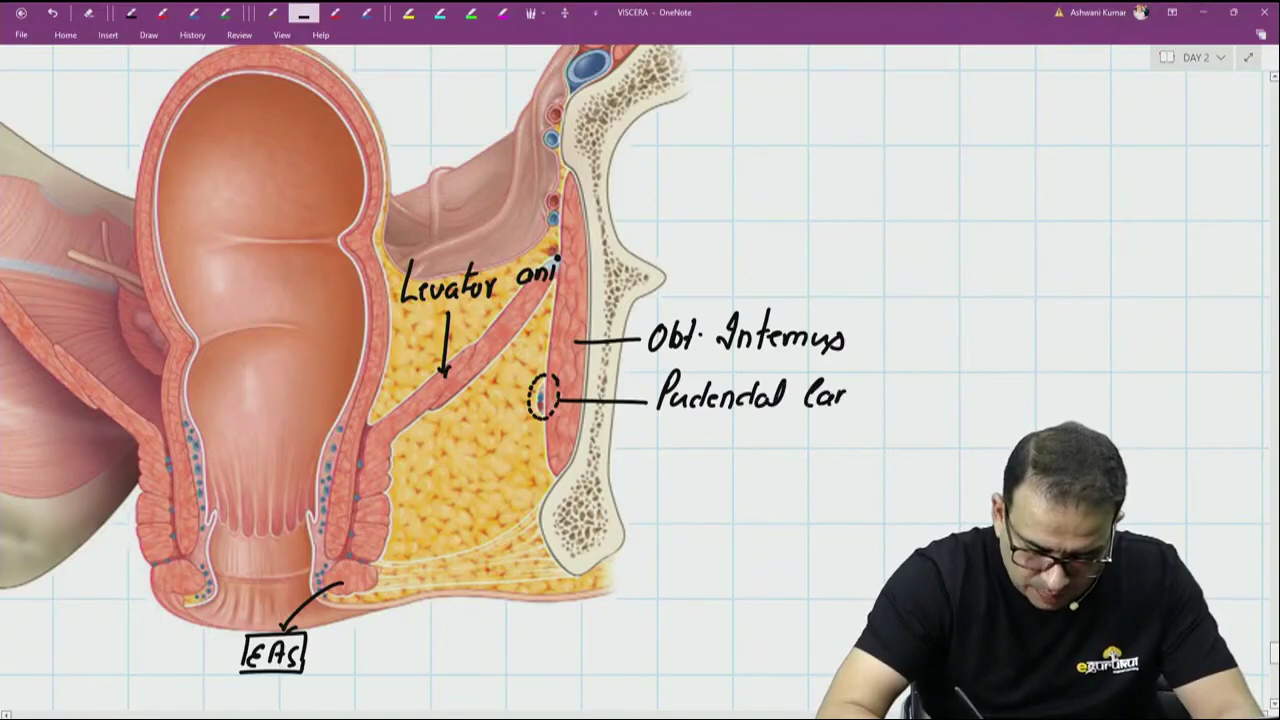 VISCERA - OneNote
Ashwani Kumar
File Home Insert Draw History Review View Help
DAY 2
Levator ani
Obt. Internus
Pudendal Can
EAS
egurukul